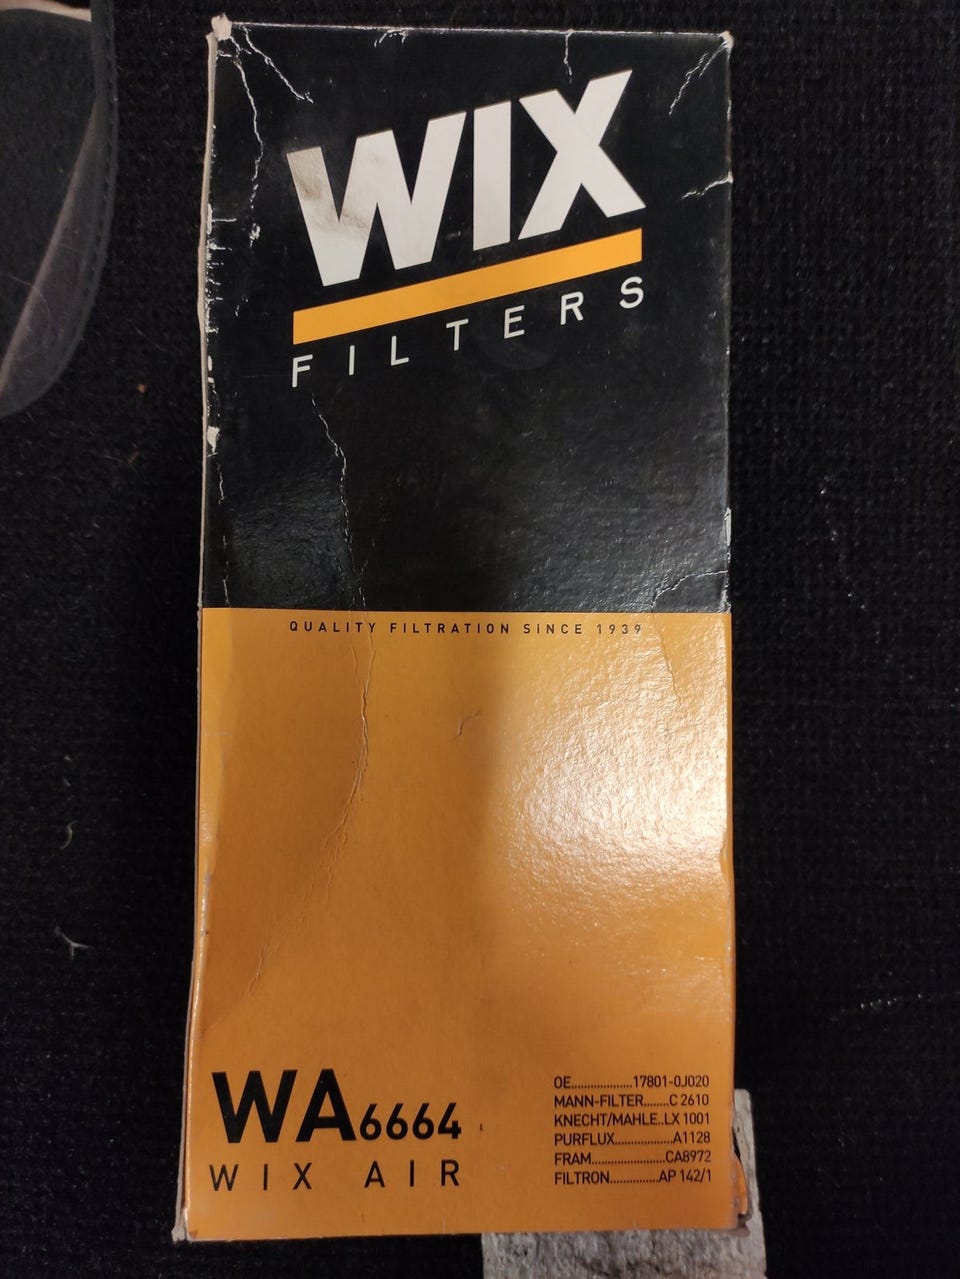 WIX
FILTERS
QUALITY FILTRATION SINCE 1939
WA6664
WIX AIR
OE..................17801-0J020
MANN-FILTER........C 2610
KNECHT/MAHLE..LX 1001
PURFLUX.................A1128
FRAM.....................CA8972
FILTRON..............AP 142/1